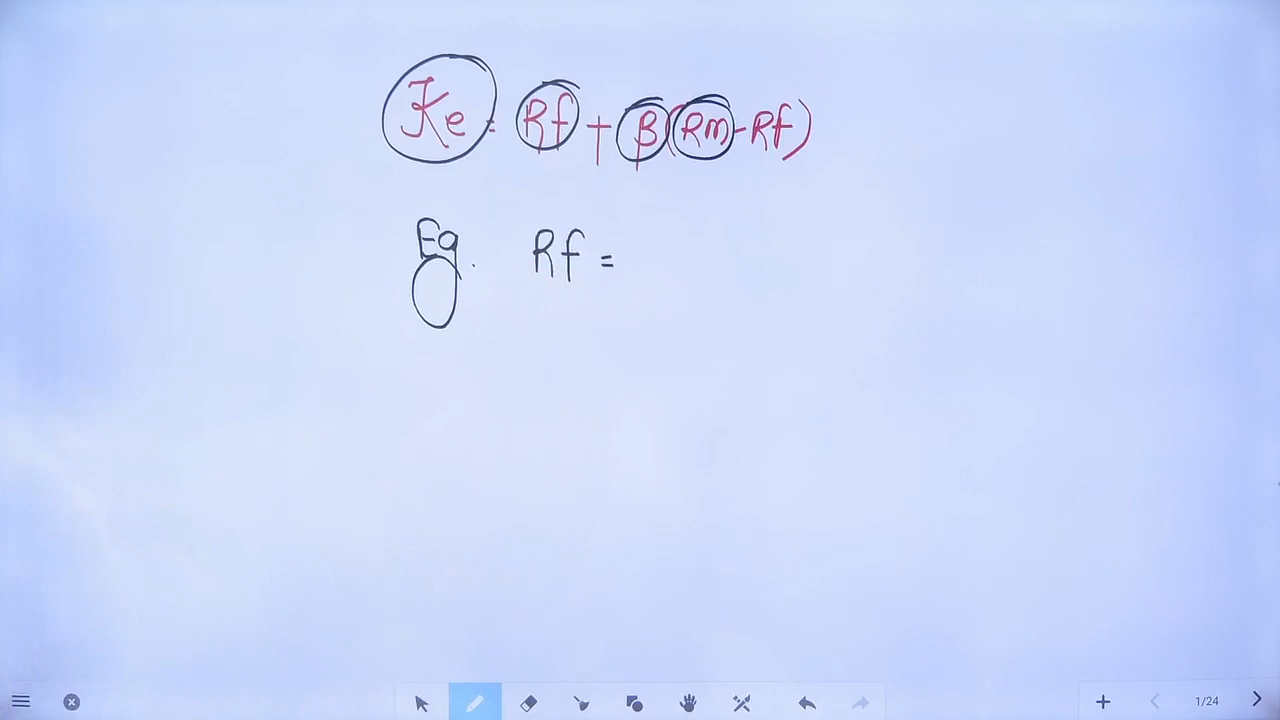 Ke = Rf + β(Rm-Rf)
Eg. Rf =
1/24